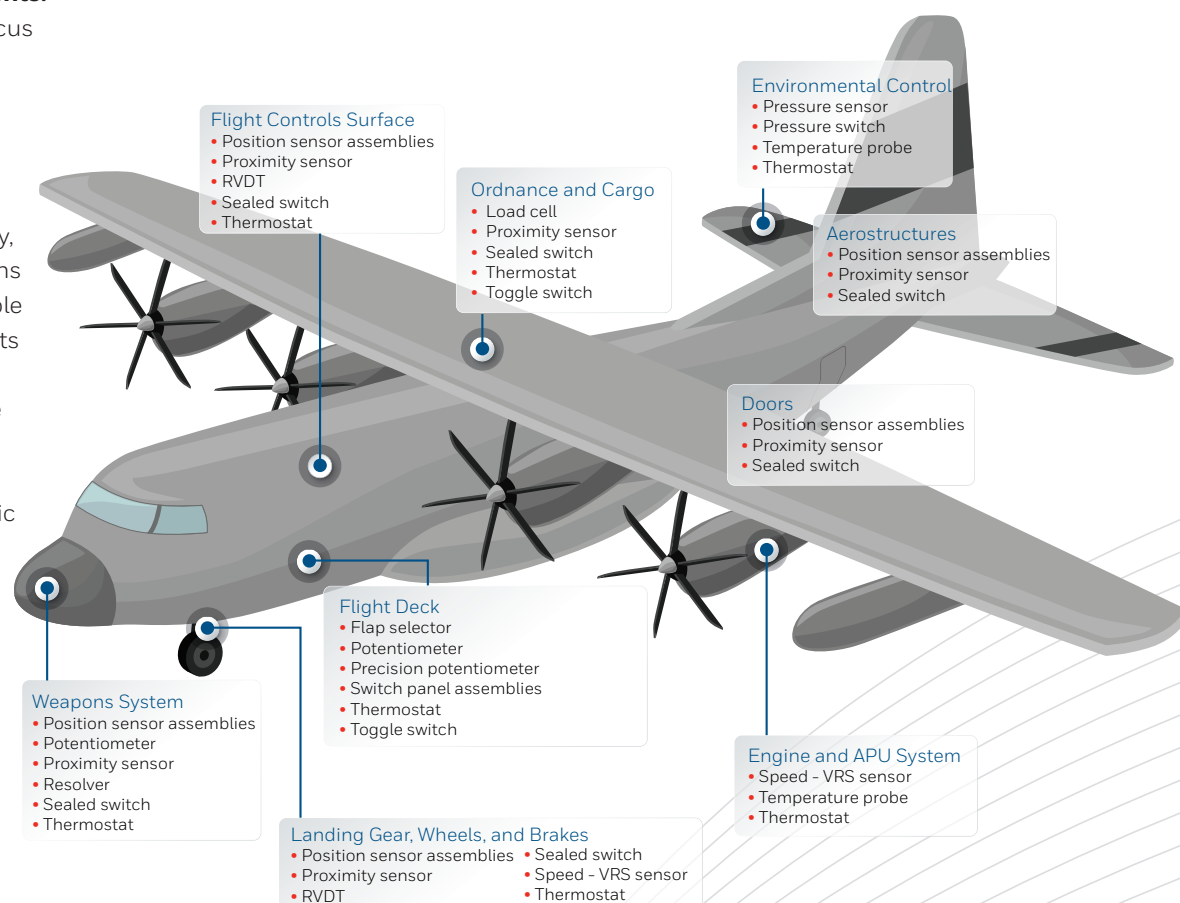 cus
Flight Controls Surface
• Position sensor assemblies
• Proximity sensor
• RVDT
• Sealed switch
• Thermostat
Ordnance and Cargo
• Load cell
• Proximity sensor
• Sealed switch
• Thermostat
• Toggle switch
Environmental Control
• Pressure sensor
• Pressure switch
• Temperature probe
• Thermostat
Aerostructures
• Position sensor assemblies
• Proximity sensor
• Sealed switch
y,
ns
ts
Doors
• Position sensor assemblies
• Proximity sensor
• Sealed switch
ic
Flight Deck
• Flap selector
• Potentiometer
• Precision potentiometer
• Switch panel assemblies
• Thermostat
• Toggle switch
Weapons System
• Position sensor assemblies
• Potentiometer
• Proximity sensor
• Resolver
• Sealed switch
• Thermostat
Engine and APU System
• Speed - VRS sensor
• Temperature probe
• Thermostat
Landing Gear, Wheels, and Brakes
• Position sensor assemblies
• Proximity sensor
• RVDT
• Sealed switch
• Speed - VRS sensor
• Thermostat